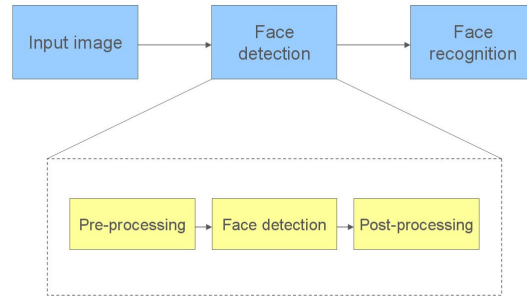 Input image
Face
detection
Face
recognition
Pre-processing
Face detection
Post-processing